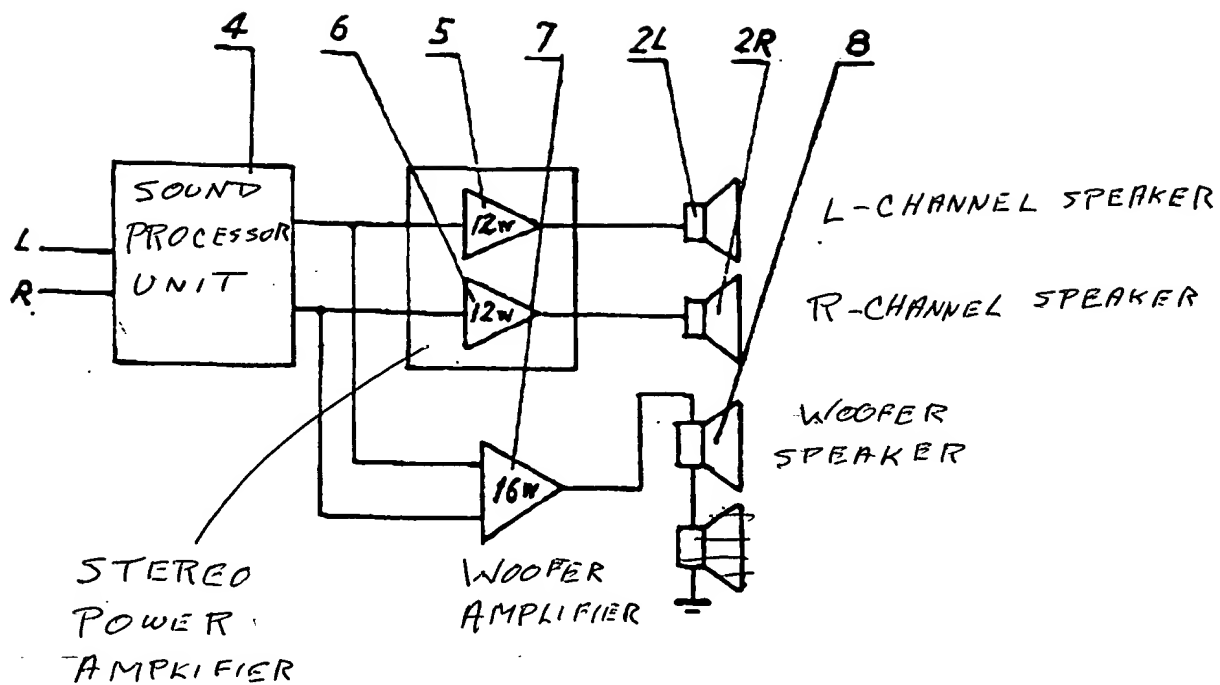 4
6
5
7
2L
2R
8
SOUND
PROCESSOR
UNIT
L
R
12W
12W
16W
L-CHANNEL SPEAKER
R-CHANNEL SPEAKER
WOOFER
SPEAKER
STEREO
POWER
AMPKIFIER
WOOFER
AMPLIFIER